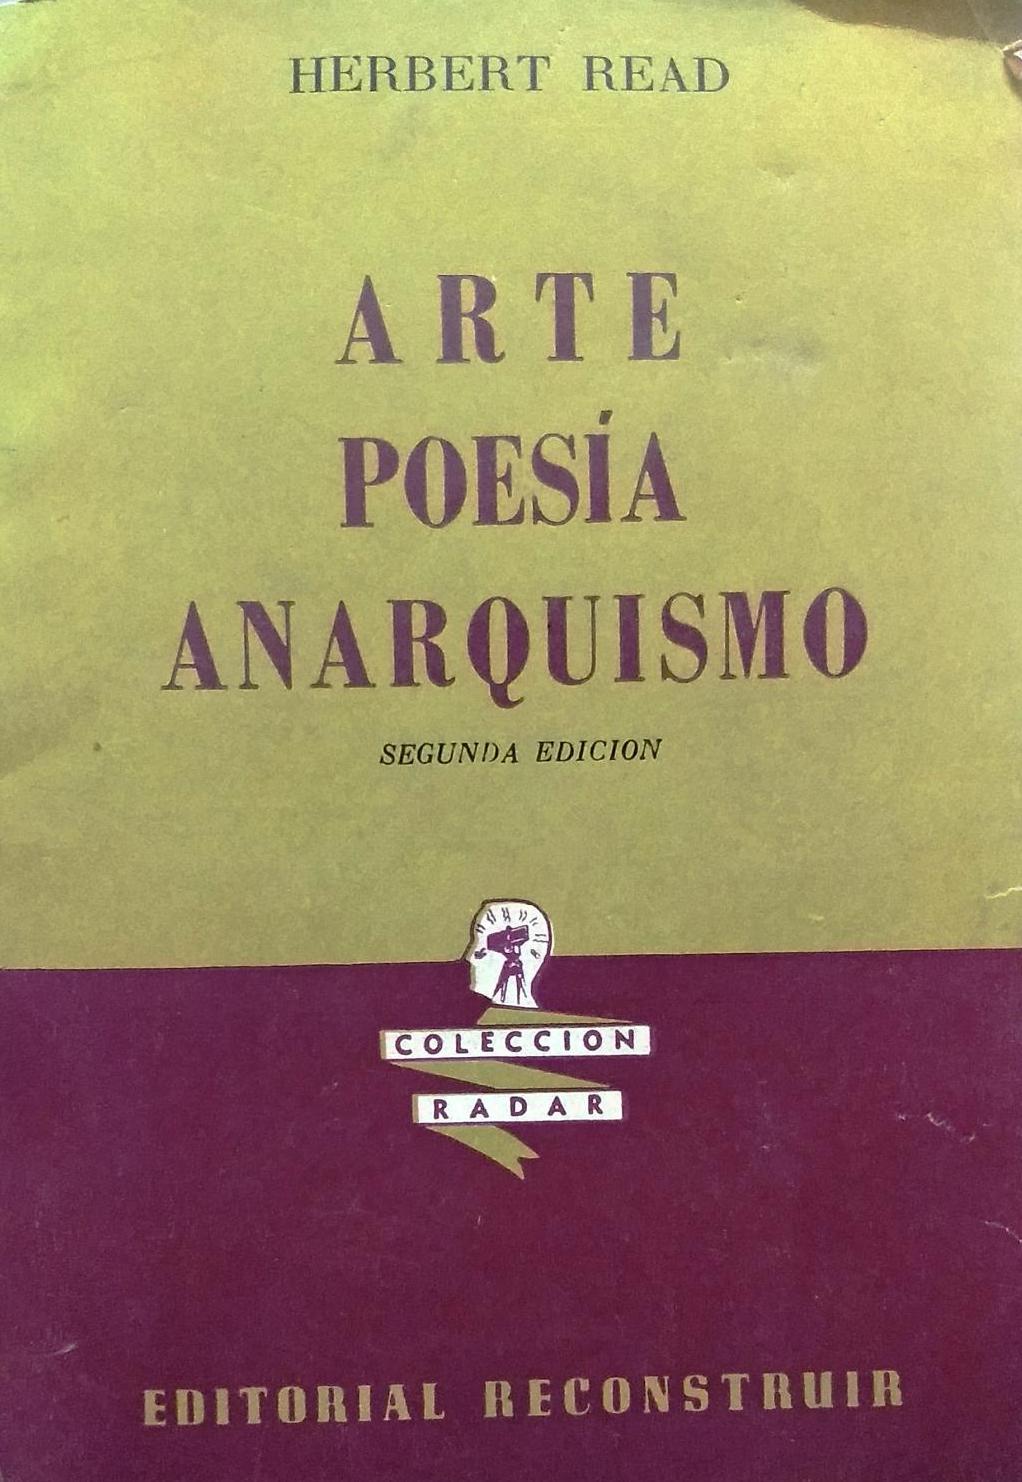 HERBERT READ
ARTE
POESÍA
ANARQUISMO
SEGUNDA EDICION
COLECCION
RADAR
EDITORIAL RECONSTRUIR